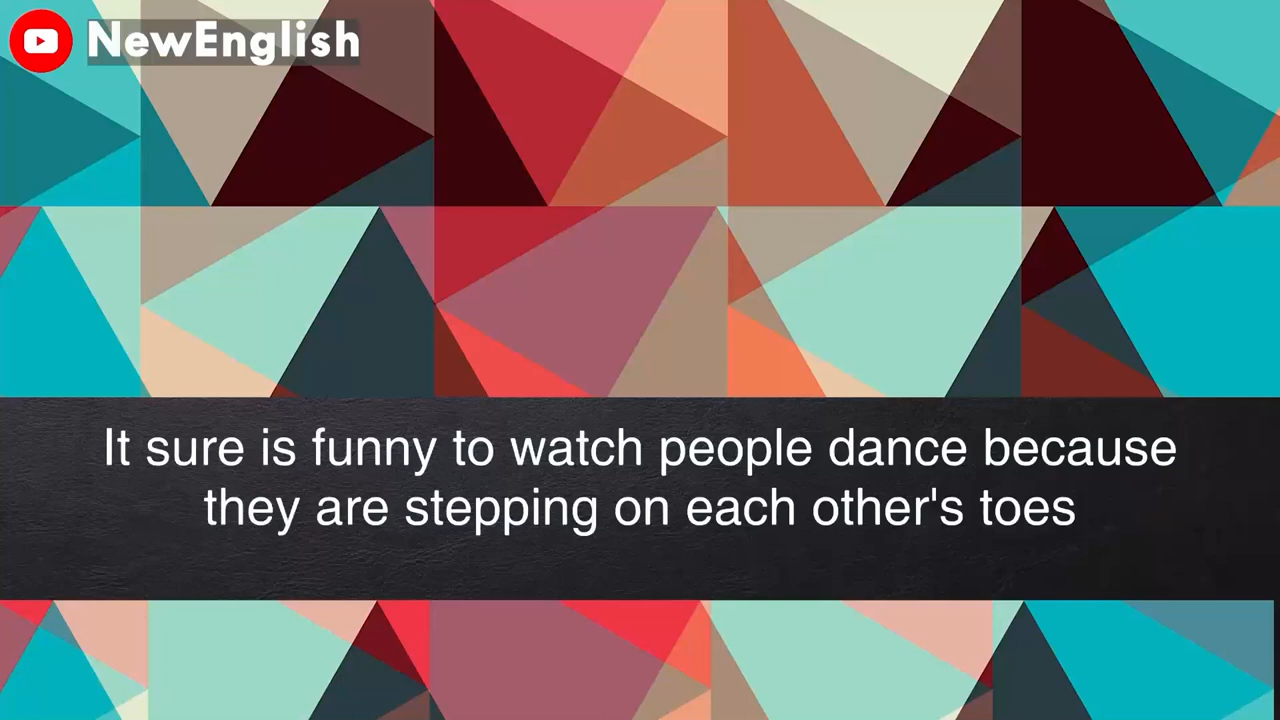 NewEnglish
It sure is funny to watch people dance because
they are stepping on each other's toes